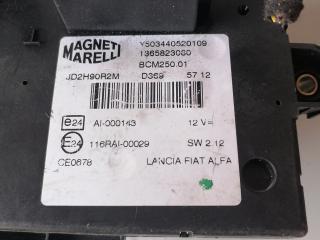 MAGNETI MARELLI
Y503440520109
1365823080
BCM250.01
JD2H90R2M D369 57 12
e24 AI-000143 12 V=
E24 116RAI-00029 SW 2.12
CE0678 LANCIA FIAT ALFA